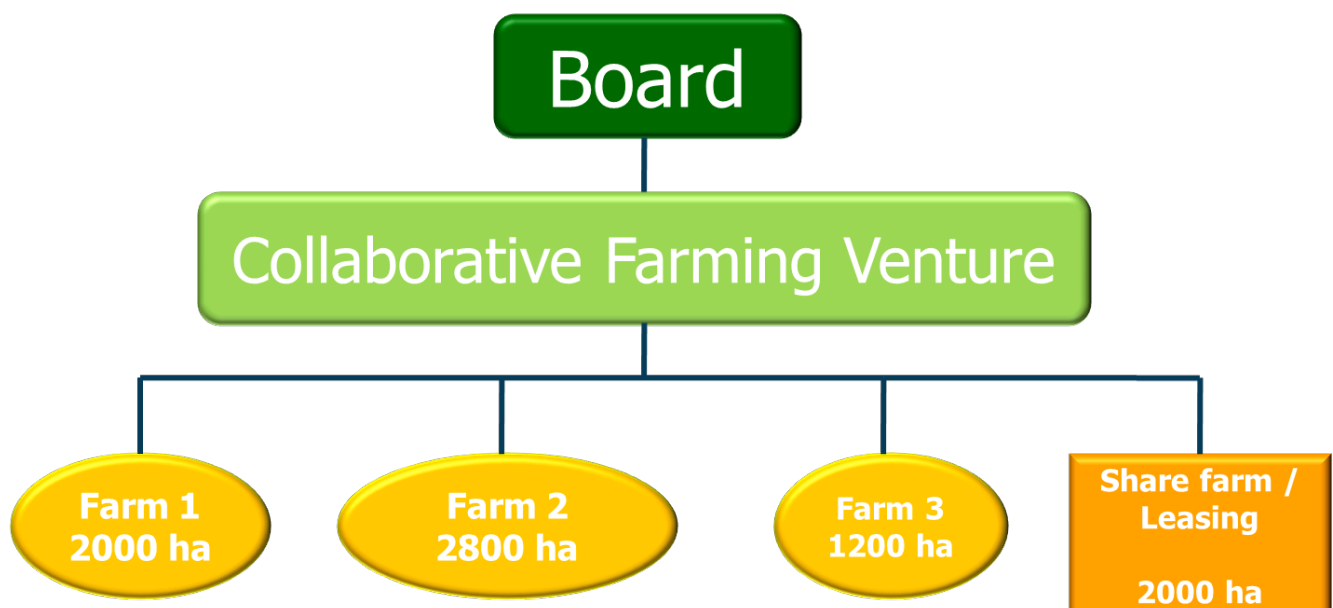 Board
Collaborative Farming Venture
Farm 1
2000 ha
Farm 2
2800 ha
Farm 3
1200 ha
Share farm /
Leasing
2000 ha